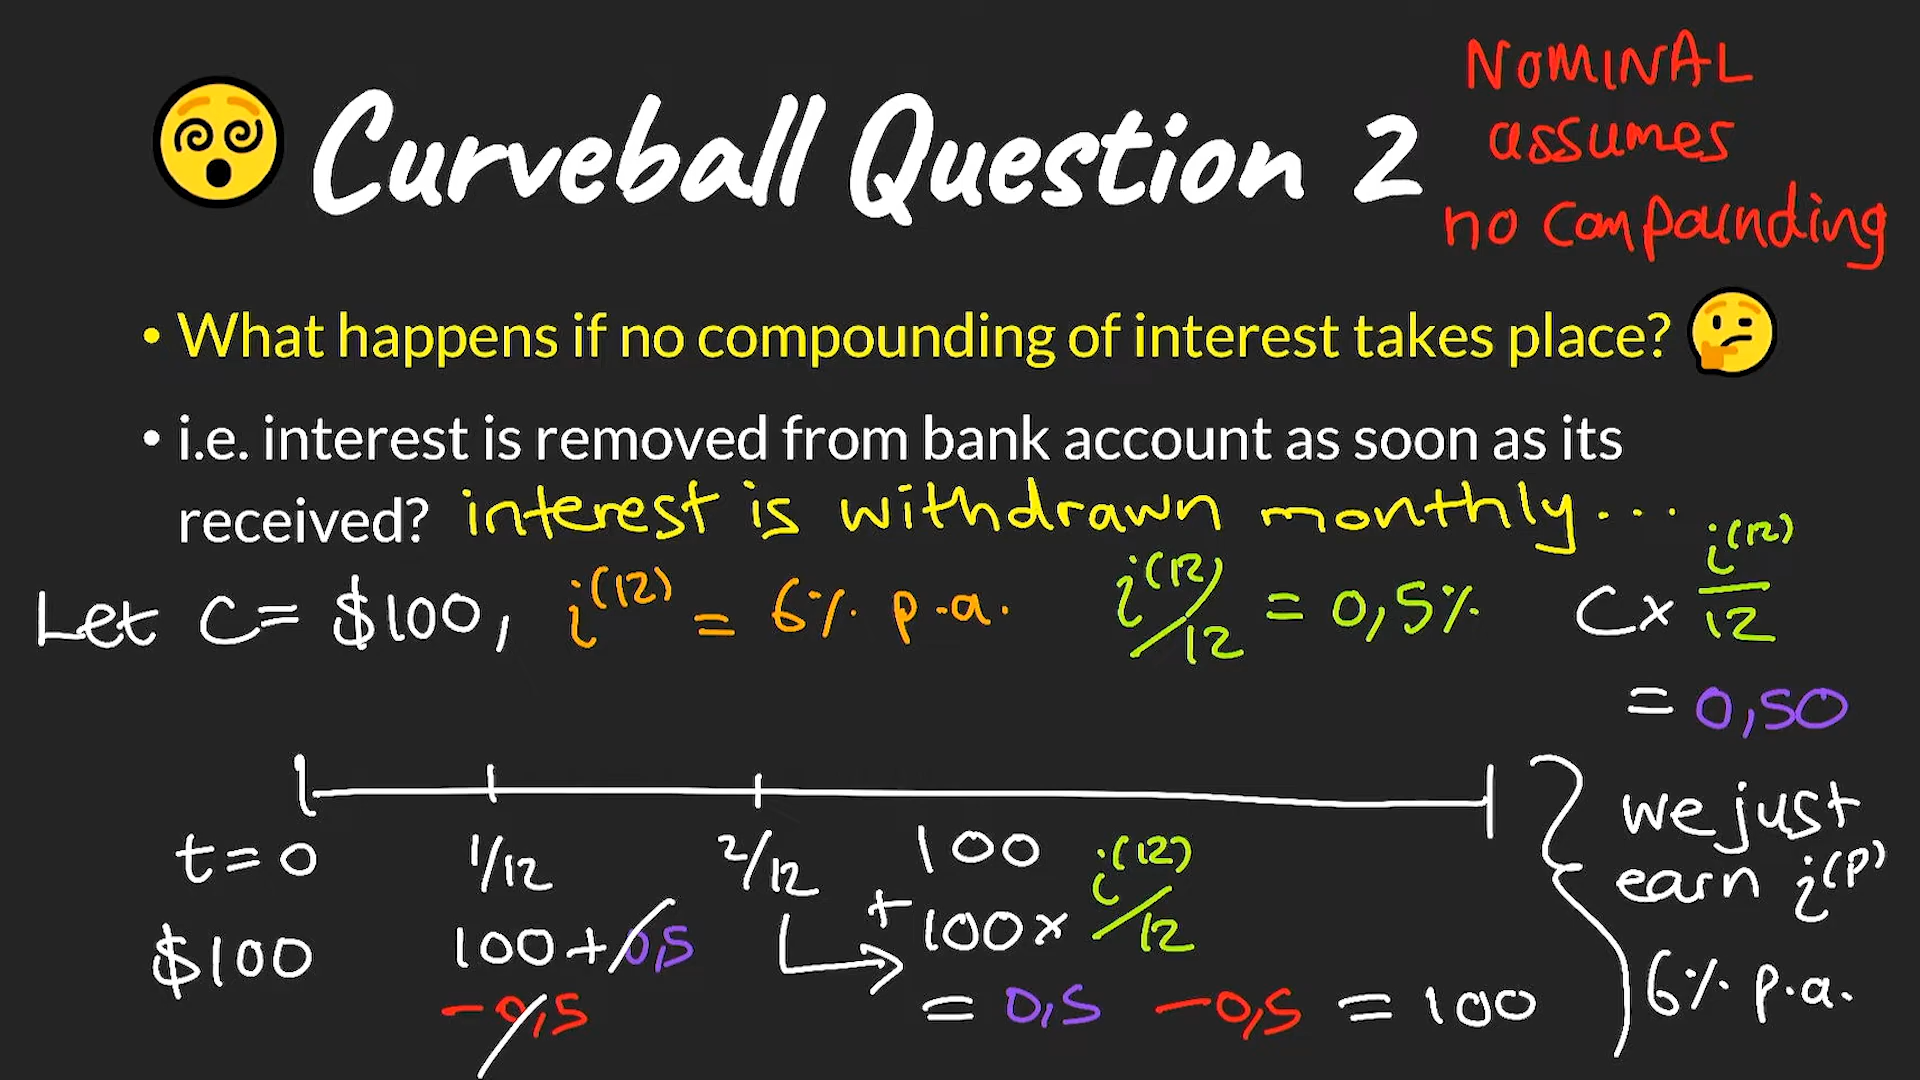 Curveball Question 2
NOMINAL
assumes
no compounding
• What happens if no compounding of interest takes place?
• i.e. interest is removed from bank account as soon as its
received? interest is withdrawn monthly...
Let C = $100, i^(12) = 6% p.a. i^(12)/12 = 0,5% C x i^(12)/12
= 0,50
t = 0 1/12 2/12
$100 100 + 0,5
- 0,5
100
+ 100 x i^(12)/12
= 0,5 - 0,5 = 100
we just
earn i^(p)
6% p.a.